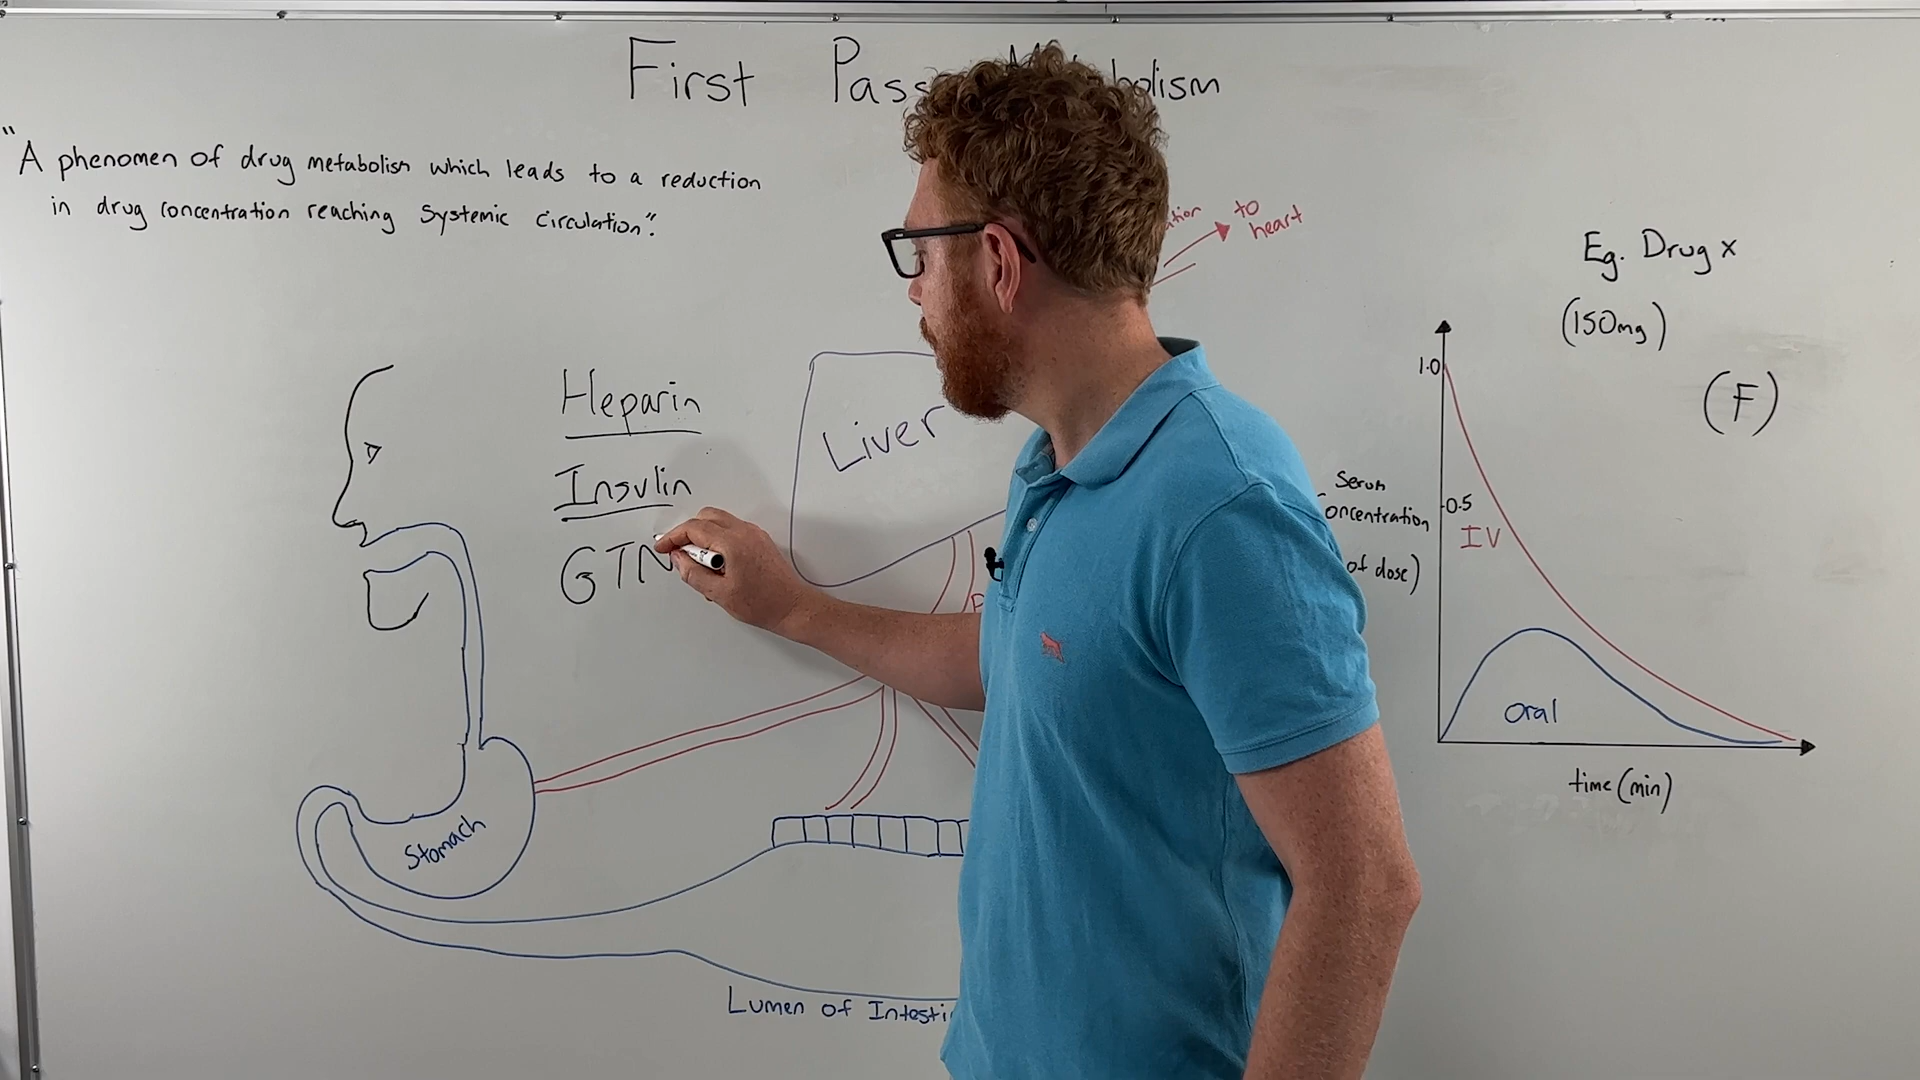 First Pass Metabolism
"A phenomen of drug metabolism which leads to a reduction
in drug concentration reaching systemic circulation".
to
heart
Eg. Drug x
(150mg)
(F)
Heparin
Insulin
GTN
Liver
Stomach
Lumen of
Serum
of dose)
1.0
0.5
IV
Oral
time (min)